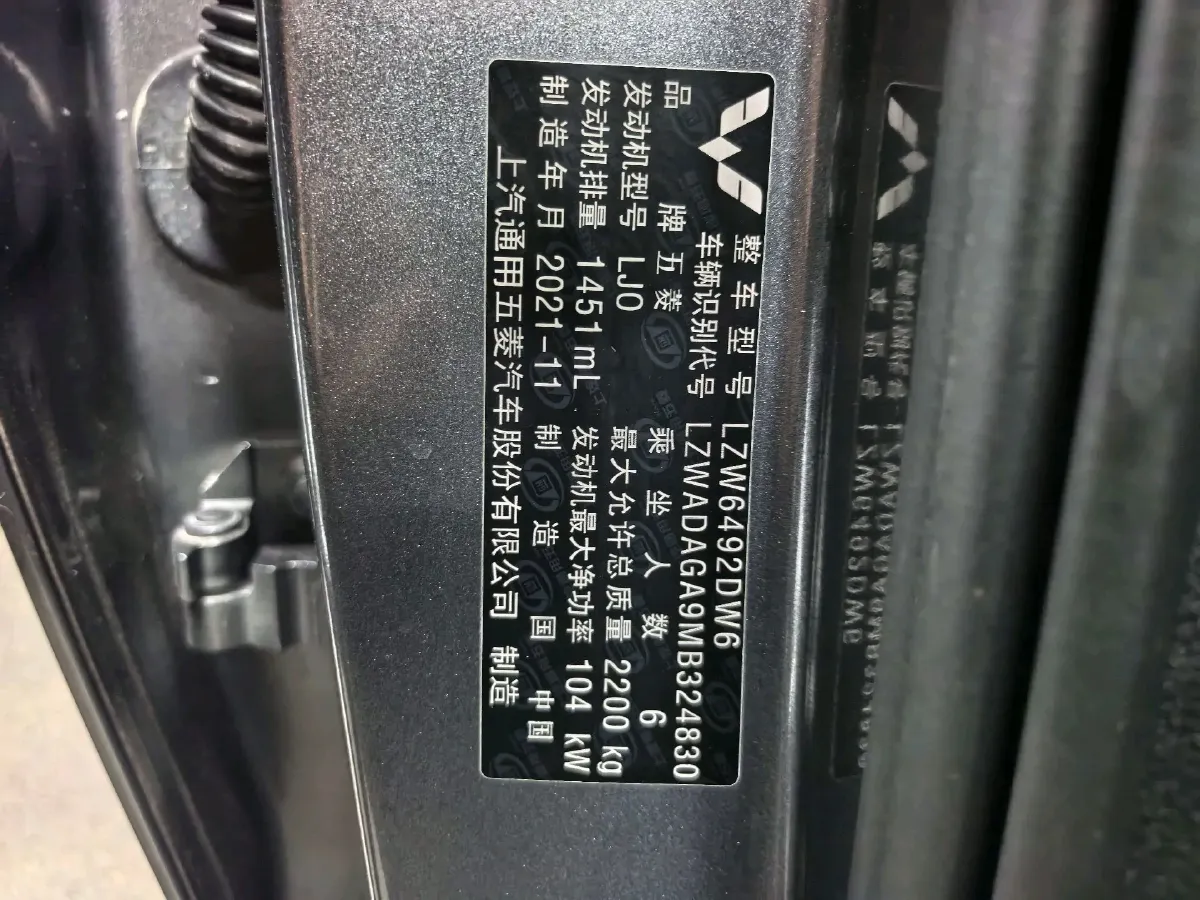 整车型号 LZW6492DW6
车辆识别代号 LZWADAGA9MB324830
品牌 五菱 乘坐人数 6
发动机型号 LJO 最大允许总质量 2200 kg
发动机排量 1451mL 发动机最大净功率 104 kW
制造年月 2021-11 制造国 中国
上汽通用五菱汽车股份有限公司 制造